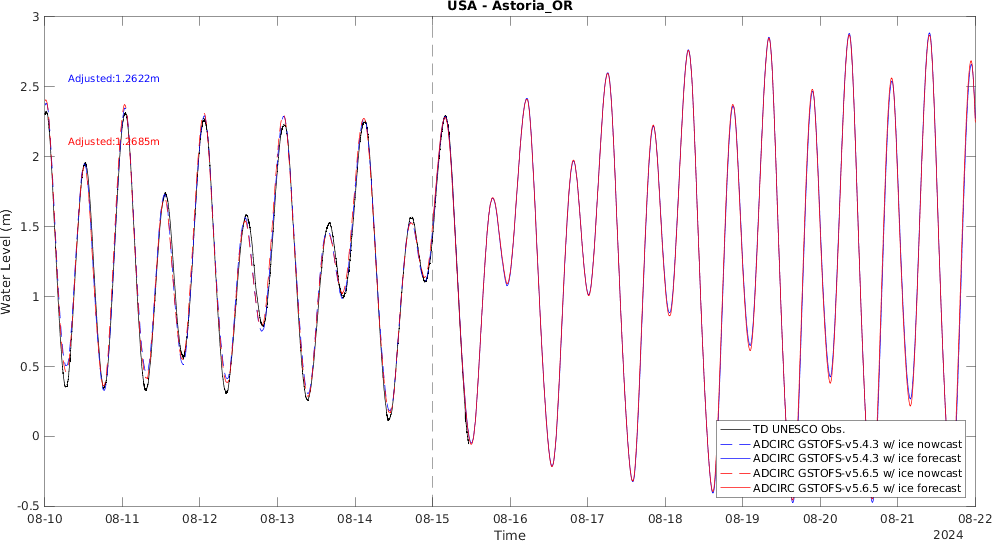 USA - Astoria_OR
3
2.5
2
1.5
1
0.5
0
-0.5
Water Level (m)
Adjusted:1.2622m
Adjusted:1.2685m
TD UNESCO Obs.
ADCIRC GSTOFS-v5.4.3 w/ ice nowcast
ADCIRC GSTOFS-v5.4.3 w/ ice forecast
ADCIRC GSTOFS-v5.6.5 w/ ice nowcast
ADCIRC GSTOFS-v5.6.5 w/ ice forecast
08-10 08-11 08-12 08-13 08-14 08-15 08-16 08-17 08-18 08-19 08-20 08-21 08-22
Time
2024